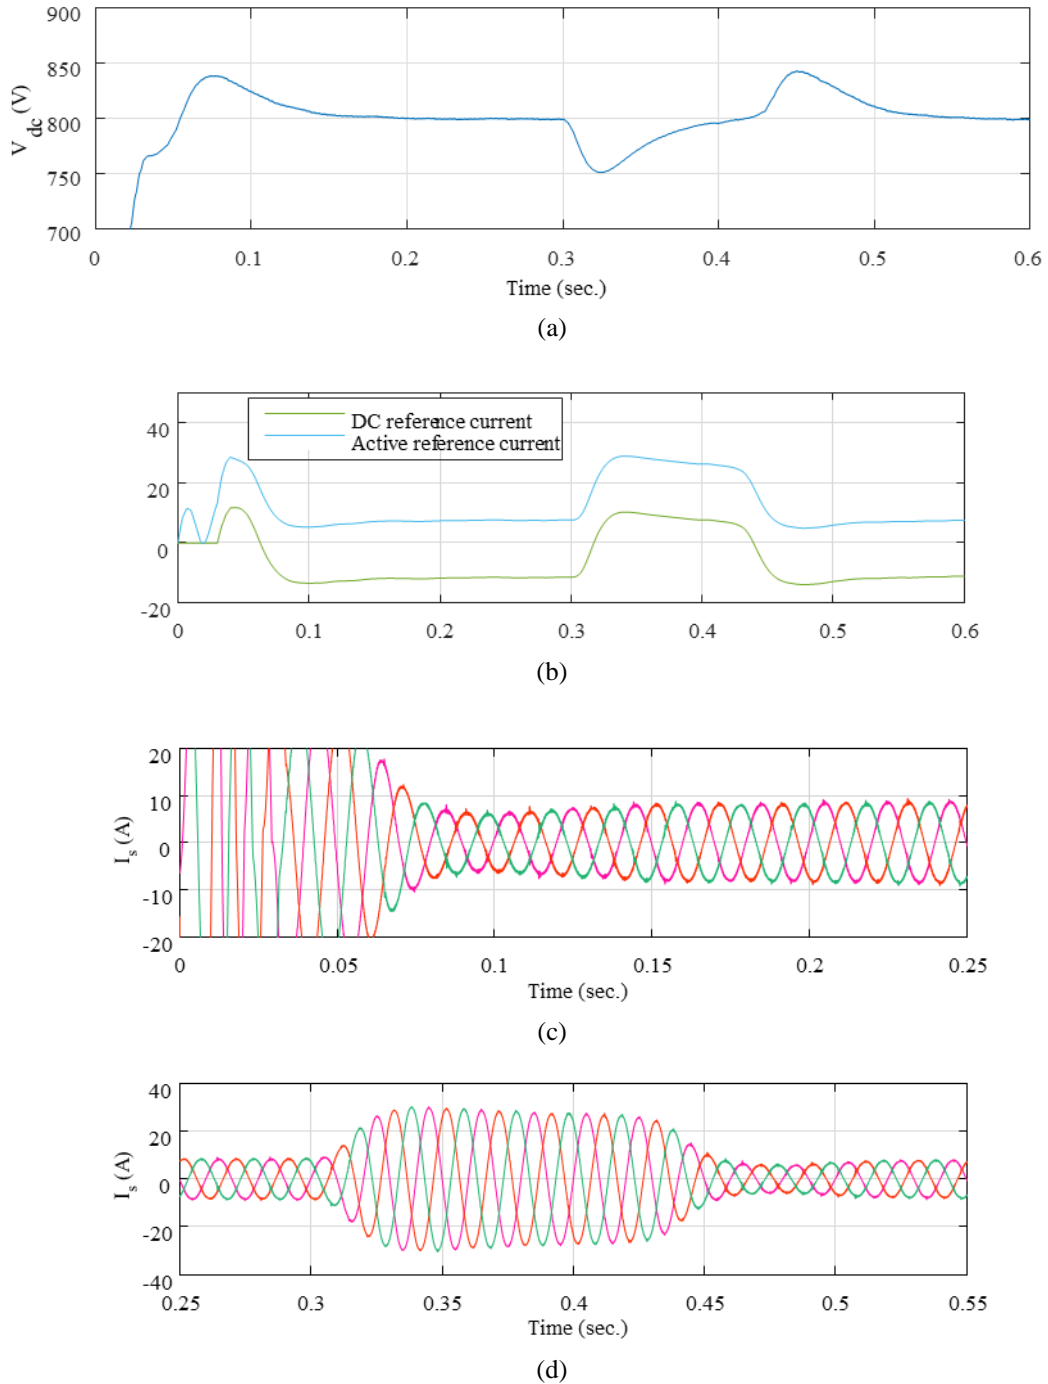 900
850
800
750
700
V_dc (V)
0 0.1 0.2 0.3 0.4 0.5 0.6
Time (sec.)
(a)
DC reference current
Active reference current
40
20
0
-20
0 0.1 0.2 0.3 0.4 0.5 0.6
(b)
20
10
0
-10
-20
I_s (A)
0 0.05 0.1 0.15 0.2 0.25
Time (sec.)
(c)
40
20
0
-20
-40
I_s (A)
0.25 0.3 0.35 0.4 0.45 0.5 0.55
Time (sec.)
(d)